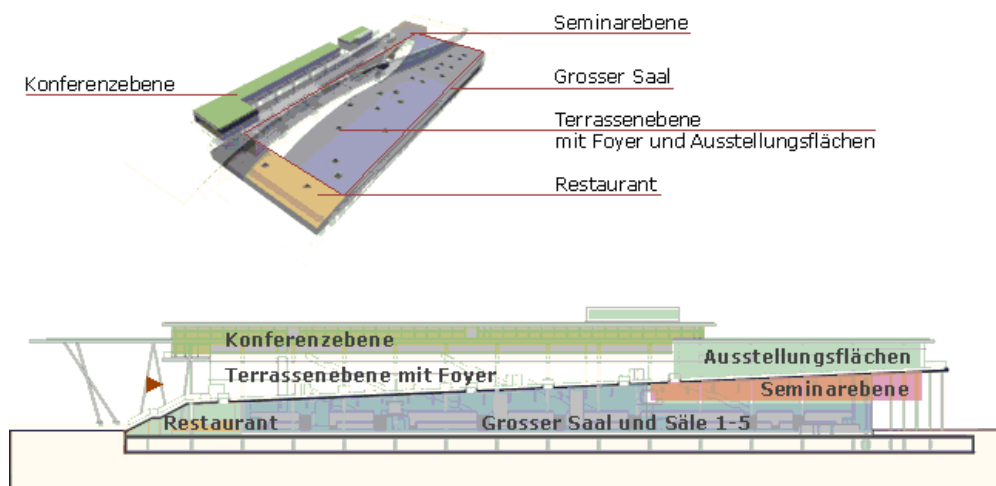 Seminarebene
Konferenzebene
Grosser Saal
Terrassenebene
mit Foyer und Ausstellungsflächen
Restaurant
Konferenzebene
Ausstellungsflächen
Terrassenebene mit Foyer
Seminarebene
Restaurant
Grosser Saal und Säle 1-5